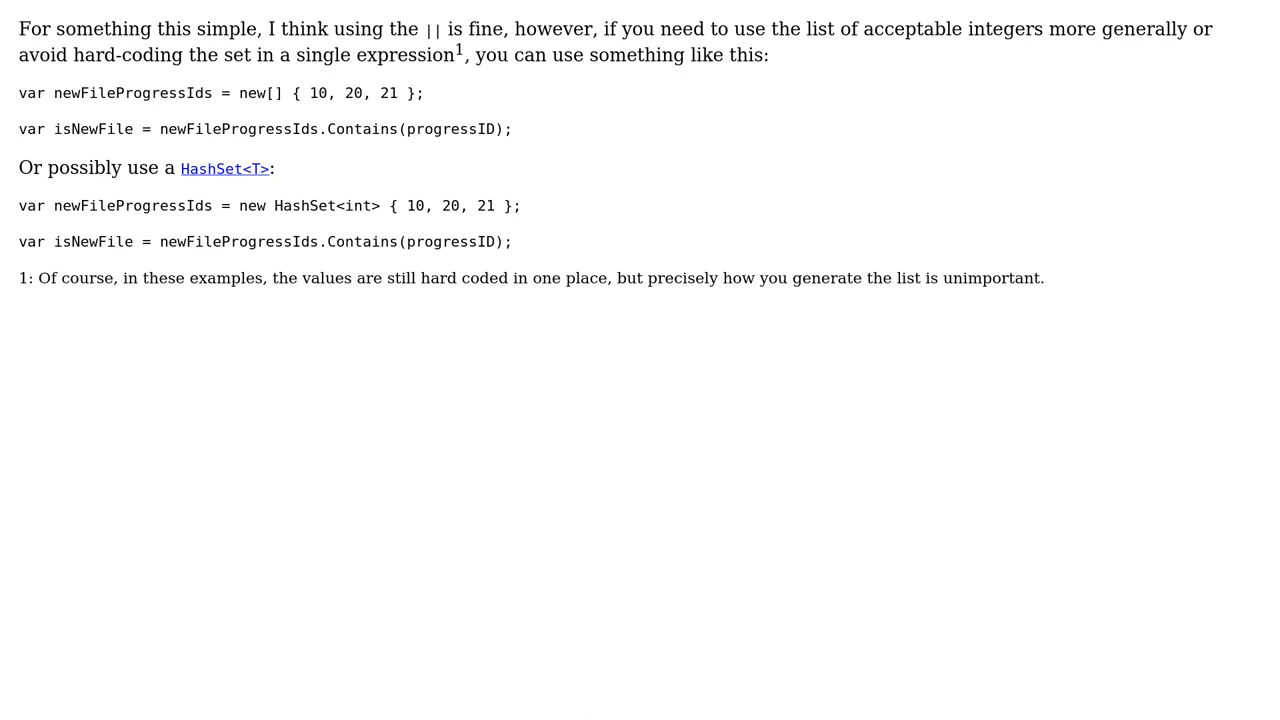 For something this simple, I think using the || is fine, however, if you need to use the list of acceptable integers more generally or
avoid hard-coding the set in a single expression1, you can use something like this:
var newFileProgressIds = new[] { 10, 20, 21 };
var isNewFile = newFileProgressIds.Contains(progressID);
Or possibly use a HashSet<T>:
var newFileProgressIds = new HashSet<int> { 10, 20, 21 };
var isNewFile = newFileProgressIds.Contains(progressID);
1: Of course, in these examples, the values are still hard coded in one place, but precisely how you generate the list is unimportant.